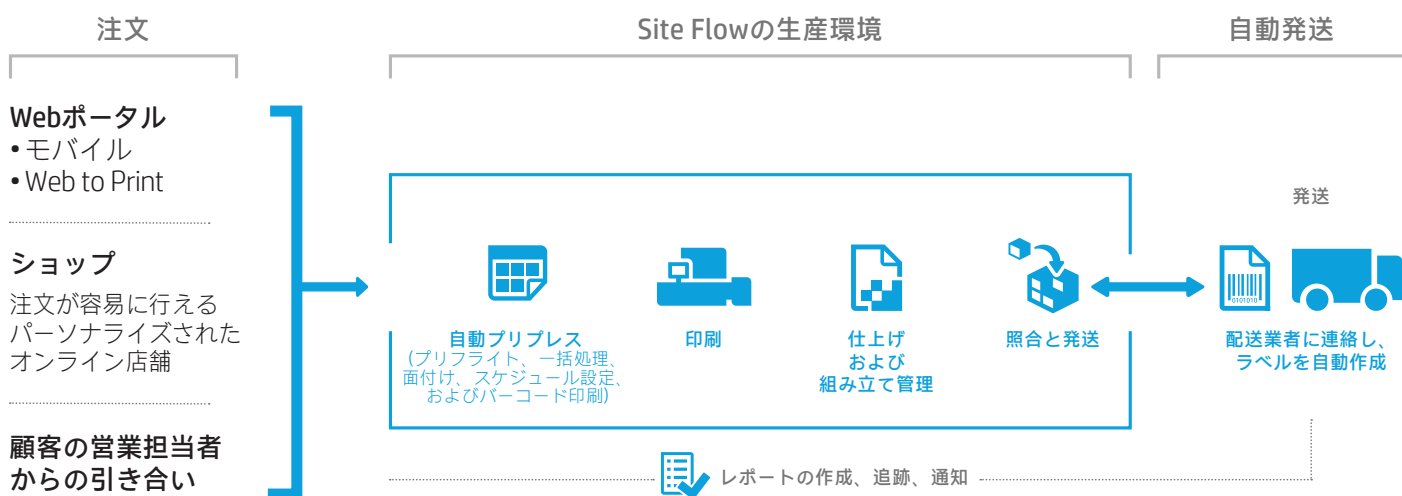 注文
Site Flowの生産環境
自動発送
Webポータル
• モバイル
• Web to Print
ショップ
注文が容易に行える
パーソナライズされた
オンライン店舗
顧客の営業担当者
からの引き合い
自動プリプレス
(プリフライト、一括処理、
面付け、スケジュール設定、
およびバーコード印刷)
印刷
仕上げ
および
組み立て管理
照合と発送
発送
0101010
配送業者に連絡し、
ラベルを自動作成
レポートの作成、追跡、通知